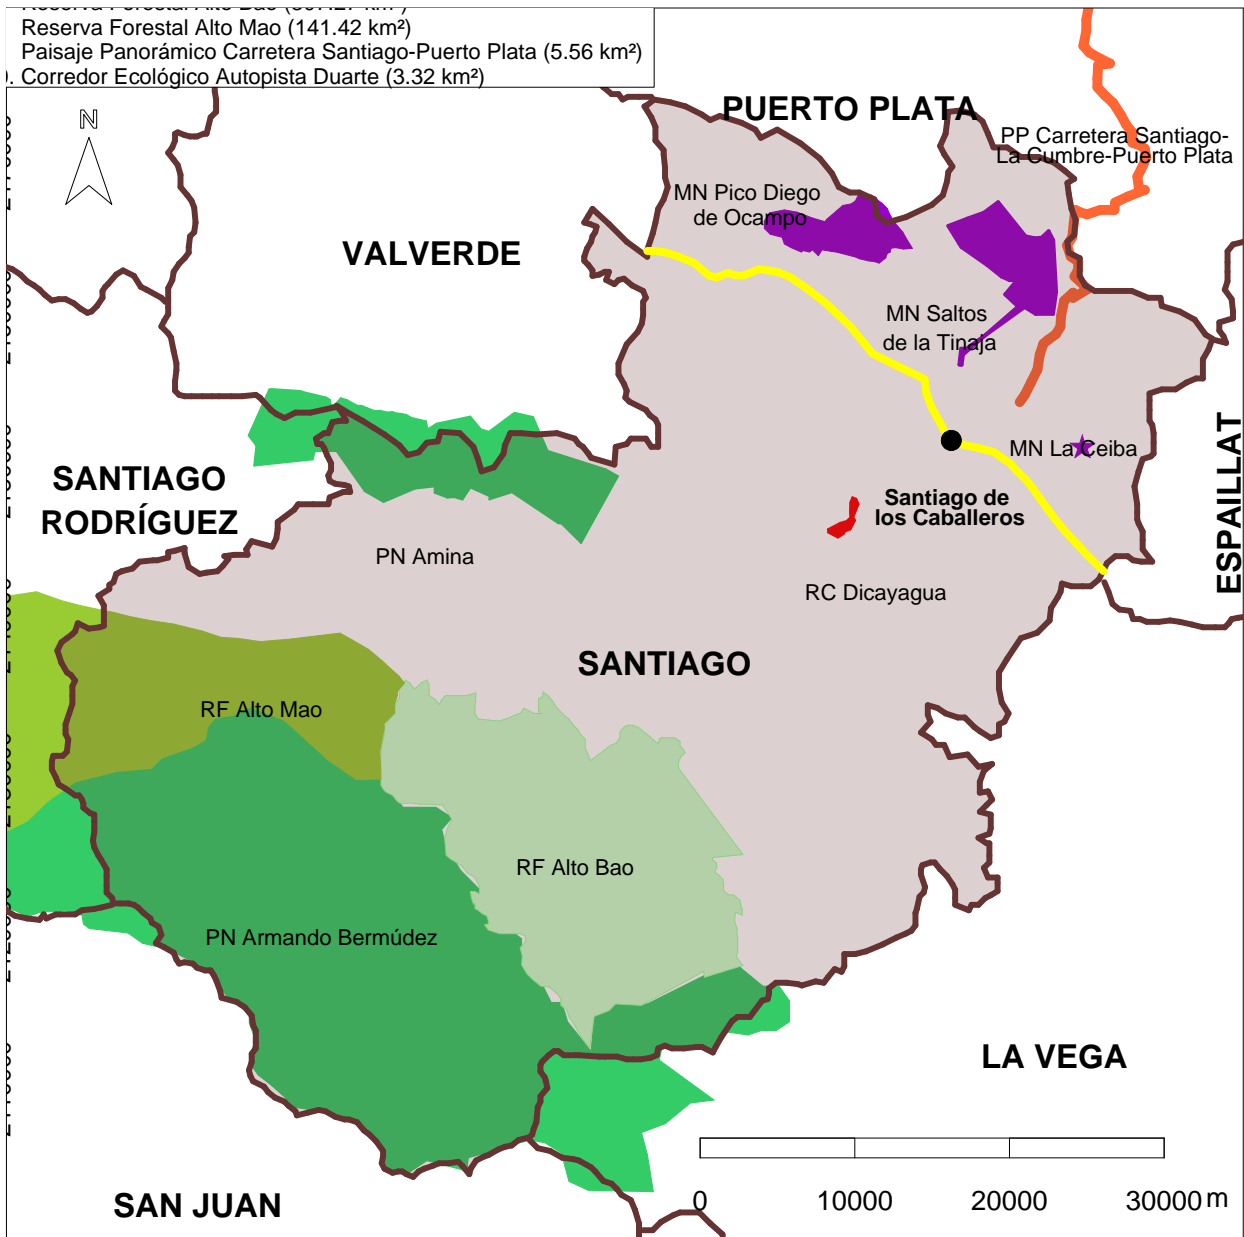 Reserva Forestal Alto Mao (141.42 km²)
Paisaje Panorámico Carretera Santiago-Puerto Plata (5.56 km²)
. Corredor Ecológico Autopista Duarte (3.32 km²)
N
PUERTO PLATA
PP Carretera Santiago-
La Cumbre-Puerto Plata
MN Pico Diego
de Ocampo
VALVERDE
MN Saltos
de la Tinaja
MN La Ceiba
ESPAILLAT
SANTIAGO
RODRÍGUEZ
Santiago de
los Caballeros
PN Amina
RC Dicayagua
SANTIAGO
RF Alto Mao
RF Alto Bao
PN Armando Bermúdez
LA VEGA
SAN JUAN
0 10000 20000 30000 m